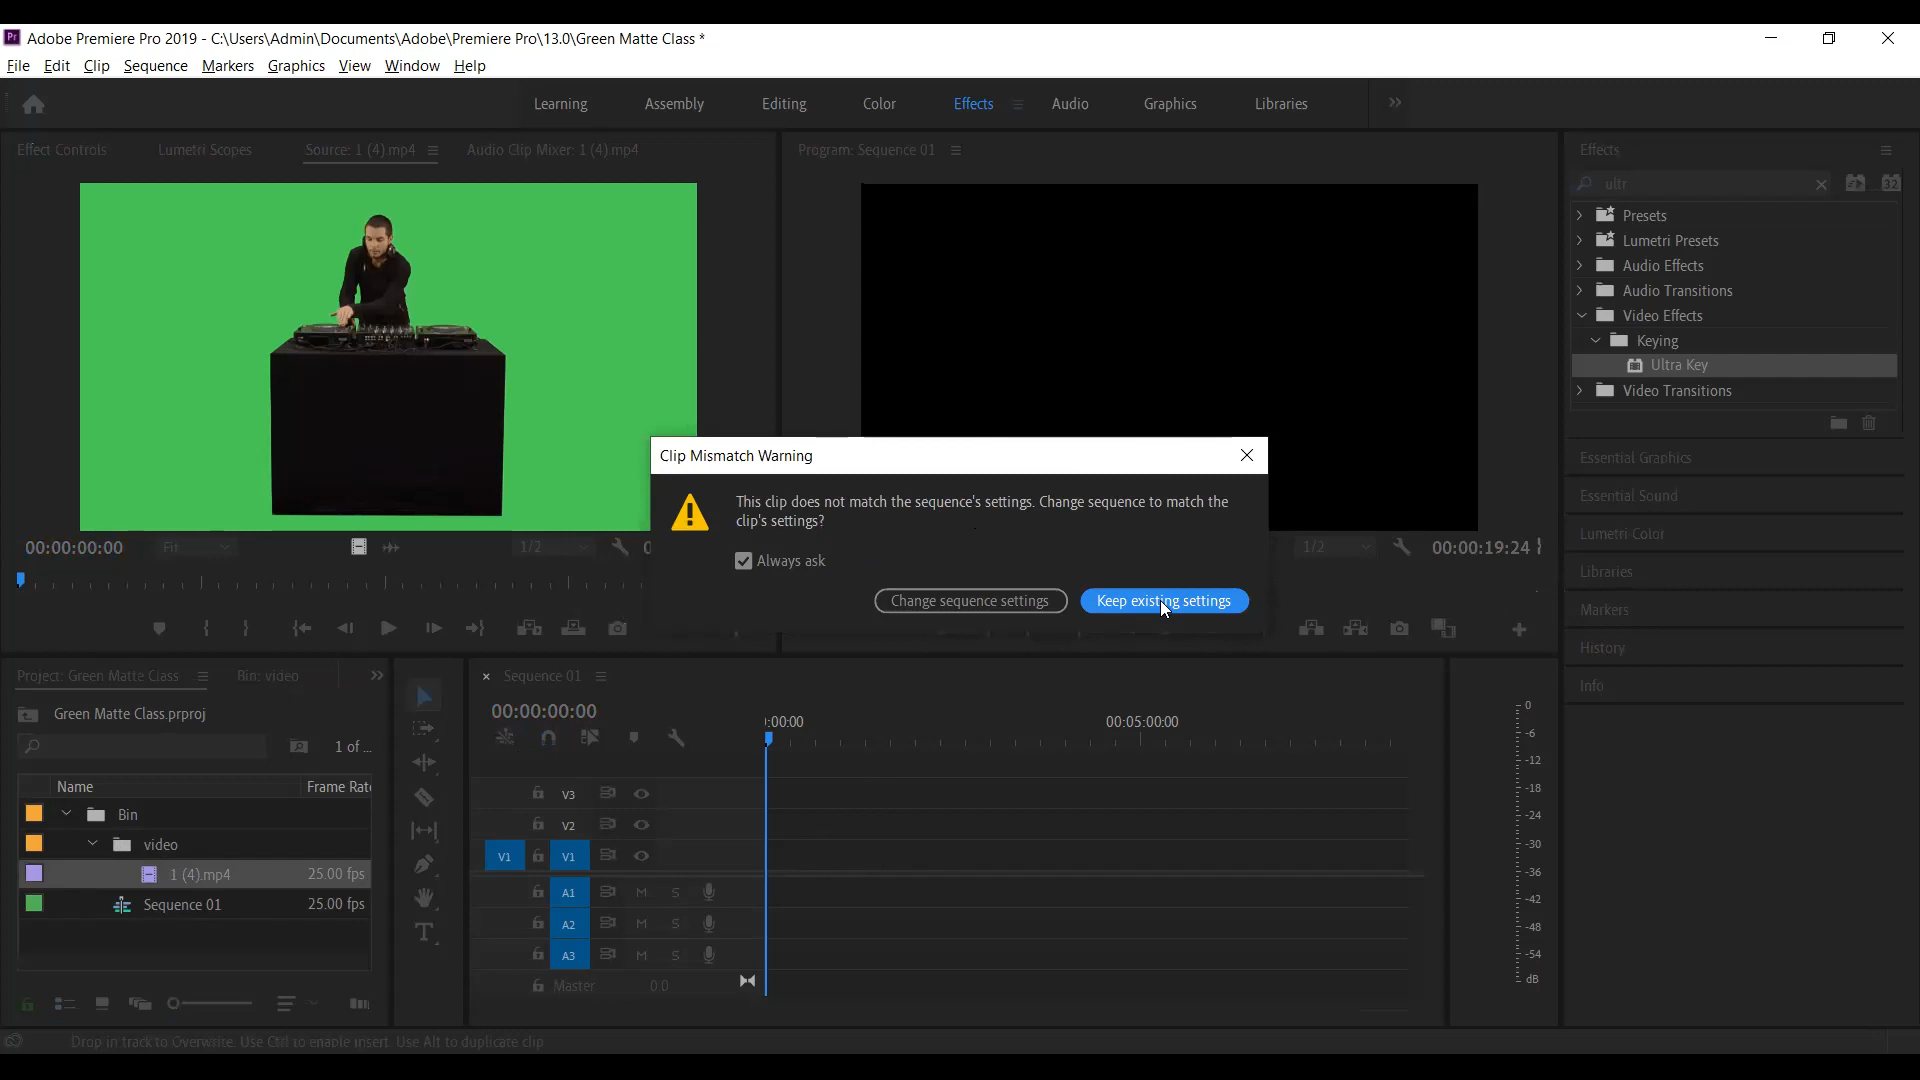 Adobe Premiere Pro 2019 - C:\Users\Admin\Documents\Adobe\Premiere Pro\13.0\Green Matte Class *
File Edit Clip Sequence Markers Graphics View Window Help
Learning Assembly Editing Color Effects Audio Graphics Libraries
Effect Controls Lumetri Scopes Source: 1 (4).mp4 Audio Clip Mixer: 1 (4).mp4
Program: Sequence 01
Effects
ultr
32
Presets
Lumetri Presets
Audio Effects
Audio Transitions
Video Effects
Keying
Ultra Key
Video Transitions
Essential Graphics
Essential Sound
Lumetri Color
Libraries
Markers
History
Info
Clip Mismatch Warning
This clip does not match the sequence's settings. Change sequence to match the
clip's settings?
Always ask
Change sequence settings Keep existing settings
00:00:00:00 Fit 1/2
1/2 00:00:19:24
Project: Green Matte Class Bin: video
Green Matte Class.prproj
1 of ...
Name Frame Rat
Bin
video
1 (4).mp4 25.00 fps
Sequence 01 25.00 fps
Sequence 01
00:00:00:00
:00:00 00:05:00:00
V3
V2
V1 V1
A1 M S
A2 M S
A3 M S
Master 0.0
0
-6
-12
-18
-24
-30
-36
-42
-48
-54
dB
Drop in track to Overwrite. Use Ctrl to enable insert. Use Alt to duplicate clip